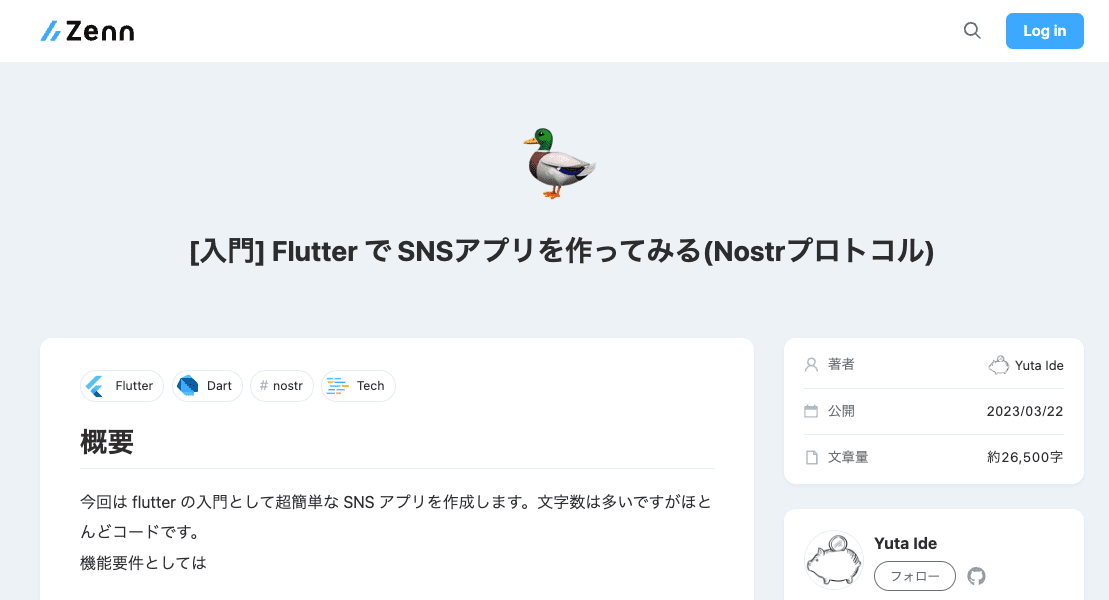 Zenn
Log in
[入門] Flutter で SNSアプリを作ってみる(Nostrプロトコル)
Flutter
Dart
# nostr
Tech
概要
今回は flutter の入門として超簡単な SNS アプリを作成します。文字数は多いですがほと
んどコードです。
機能要件としては
著者 Yuta Ide
公開 2023/03/22
文章量 約26,500字
Yuta Ide
フォロー